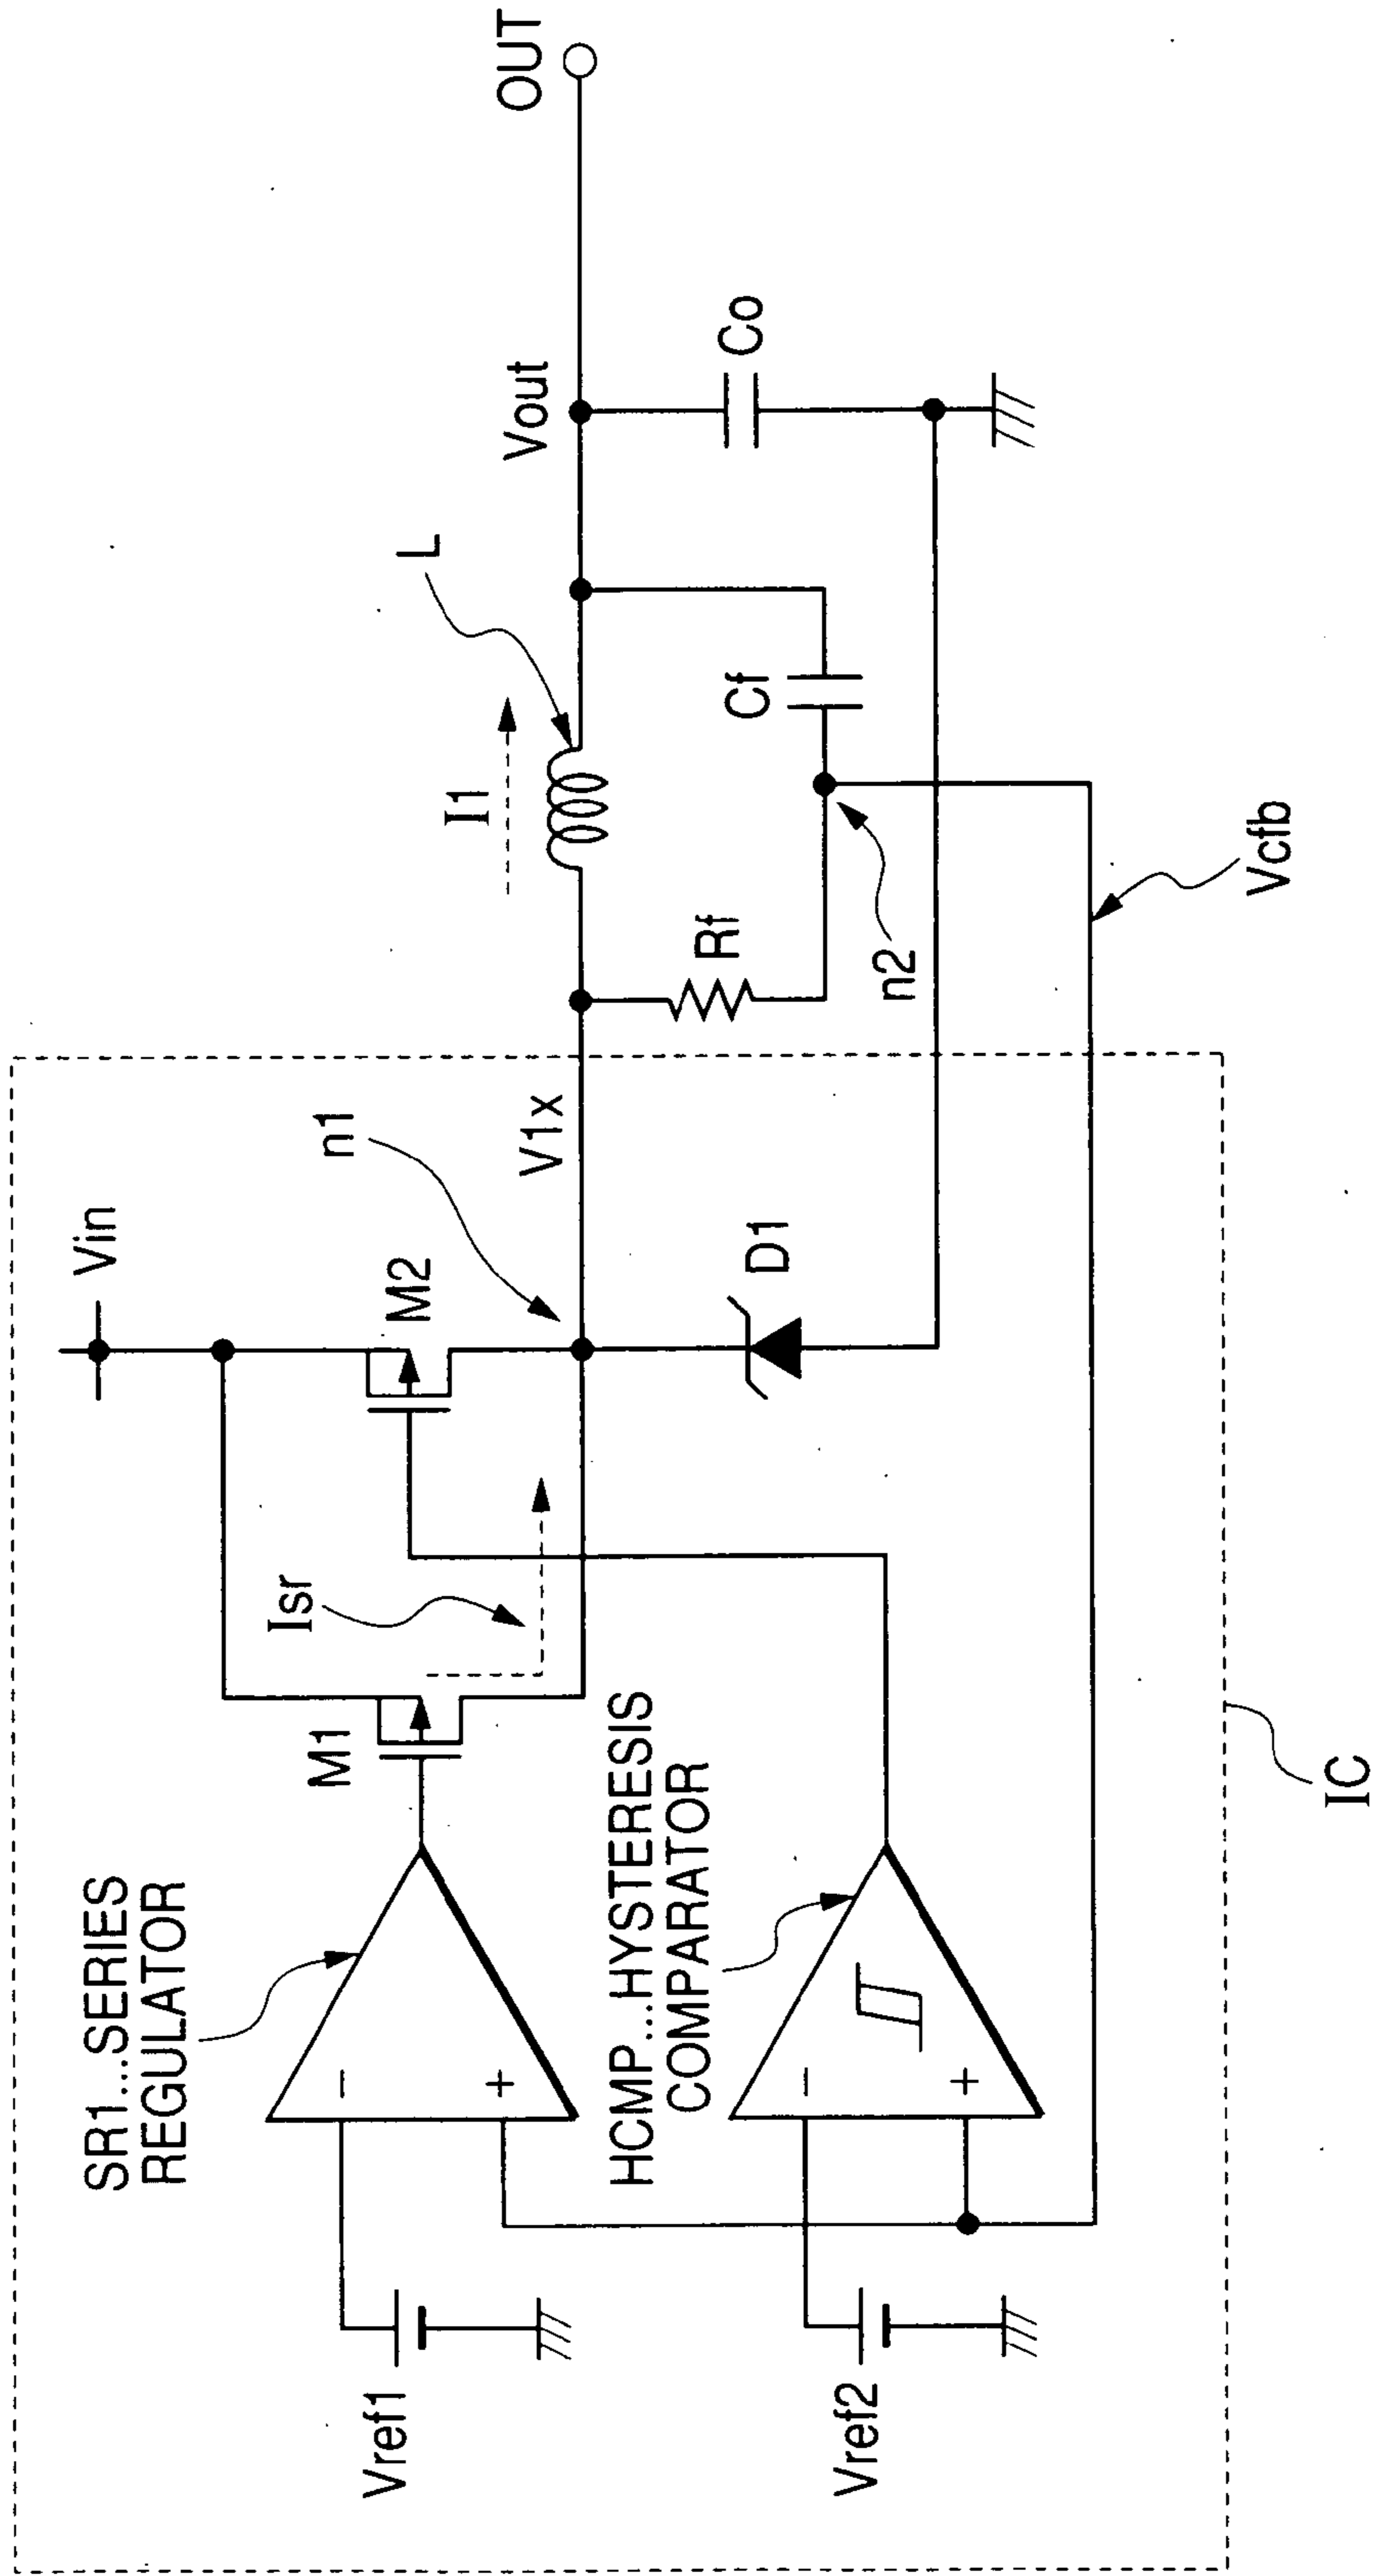 Vin
SR1...SERIES
REGULATOR
M1
M2
n1
Isr
I1
L
V1x
Vout
OUT
Vref1
-
+
HCMP...HYSTERESIS
COMPARATOR
D1
Rf
Cf
Co
Vref2
-
+
n2
Vcfb
IC